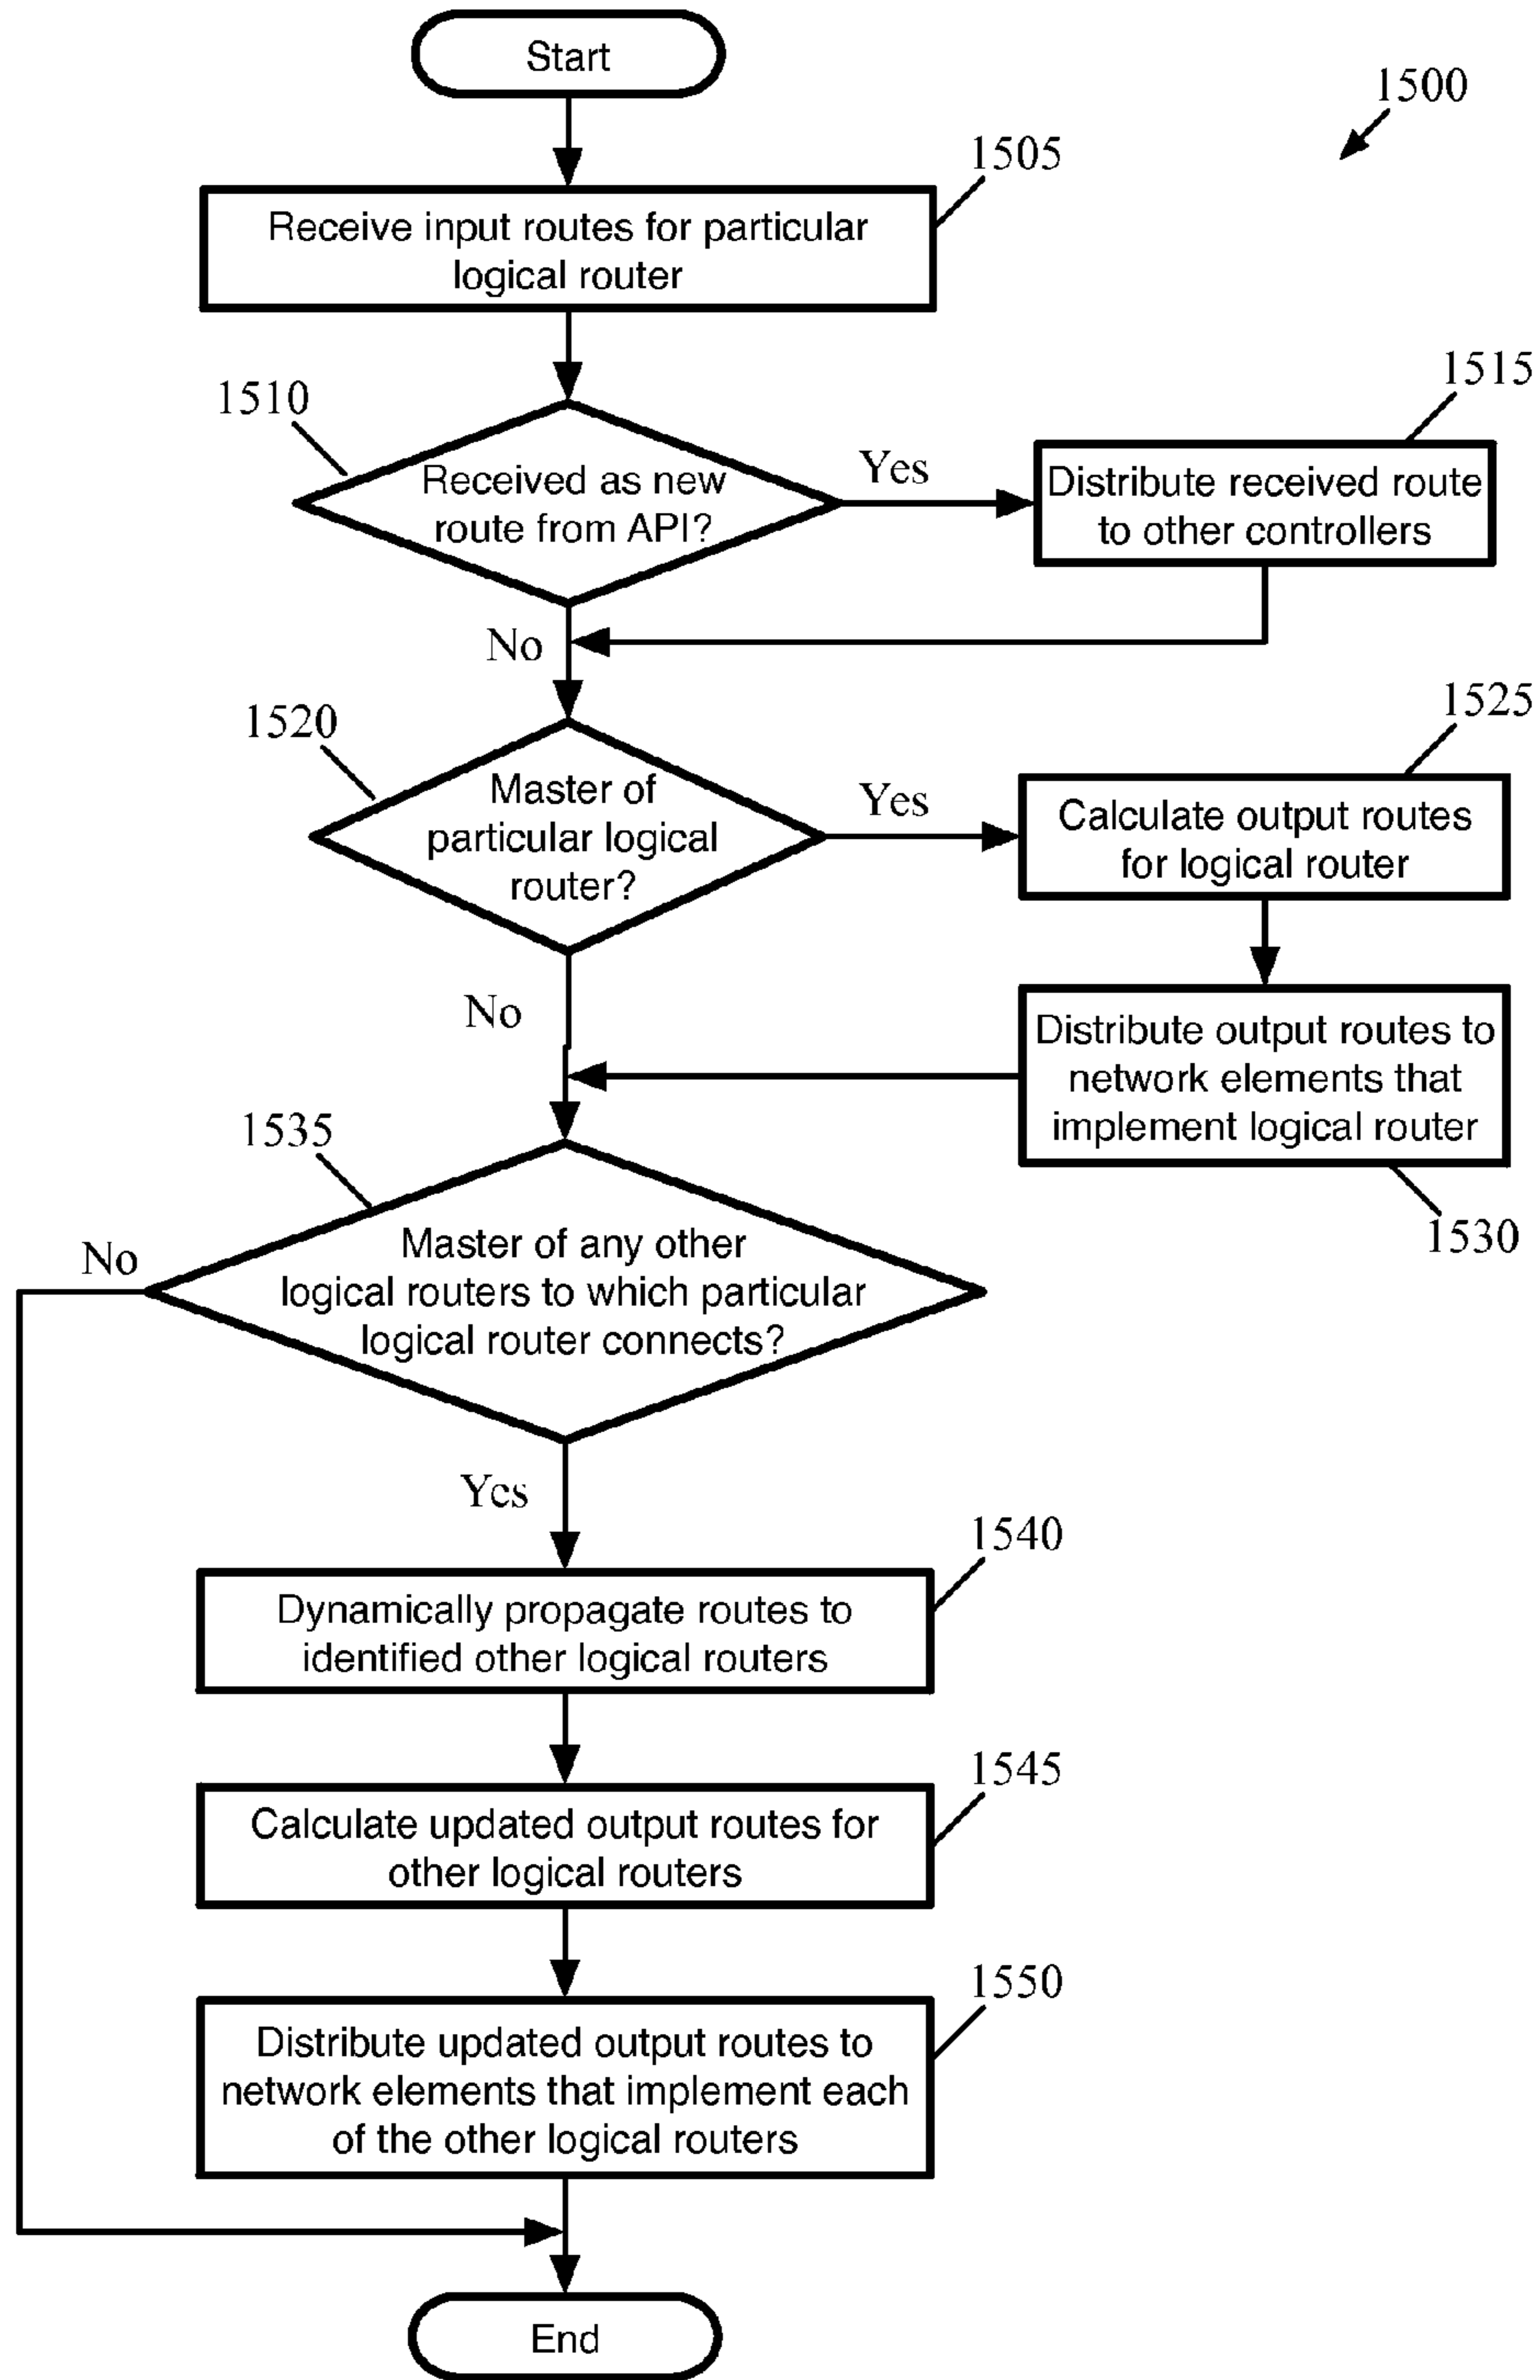 Start
1500
1505
Receive input routes for particular
logical router
1510
Received as new
route from API?
Yes
1515
Distribute received route
to other controllers
No
1520
Master of
particular logical
router?
Yes
1525
Calculate output routes
for logical router
No
Distribute output routes to
network elements that
implement logical router
1530
1535
Master of any other
logical routers to which particular
logical router connects?
No
Yes
1540
Dynamically propagate routes to
identified other logical routers
1545
Calculate updated output routes for
other logical routers
1550
Distribute updated output routes to
network elements that implement each
of the other logical routers
End